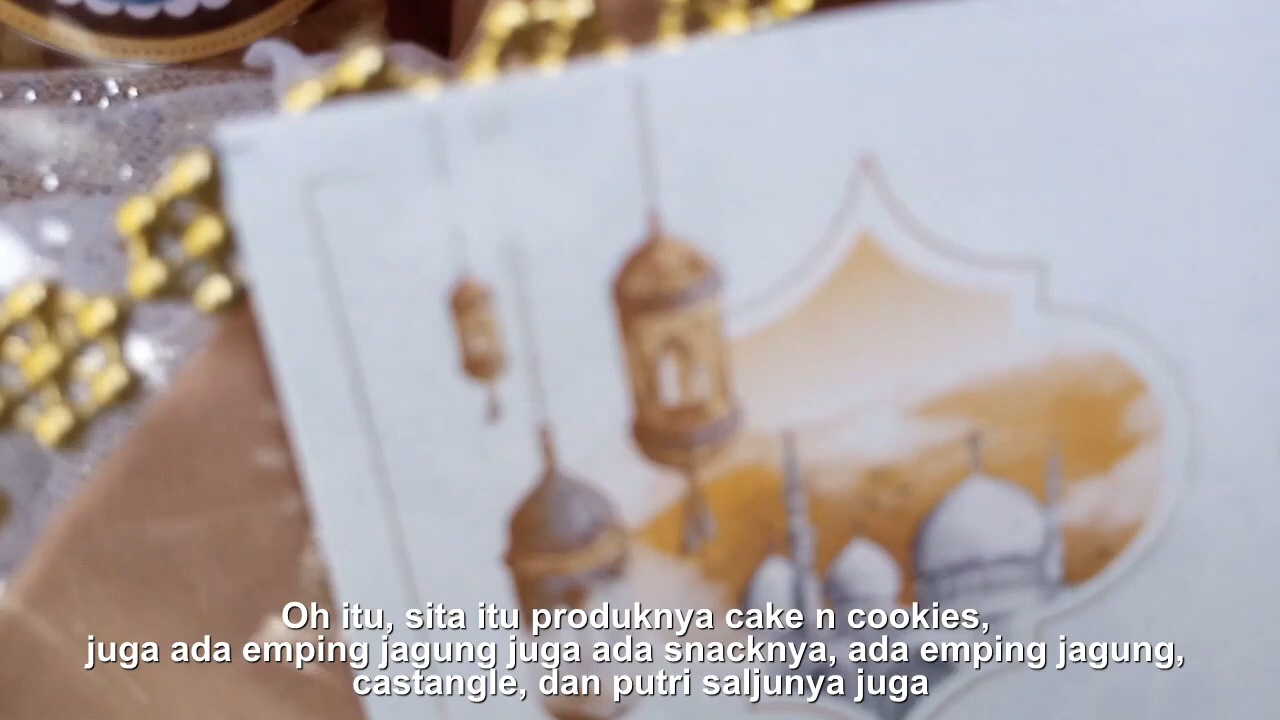 Oh itu, sita itu produknya cake n cookies,
juga ada emping jagung juga ada snacknya, ada emping jagung,
castangle, dan putri saljunya juga